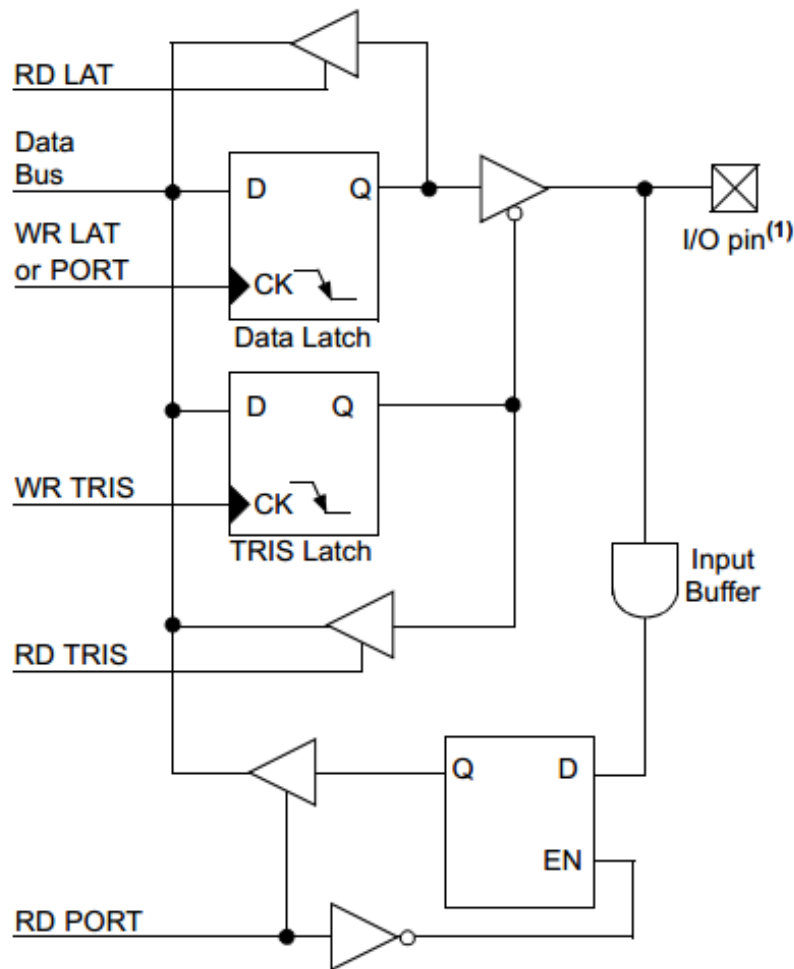 RD LAT
Data
Bus
D Q
WR LAT
or PORT
CK
Data Latch
I/O pin(1)
D Q
WR TRIS
CK
TRIS Latch
Input
Buffer
RD TRIS
Q D
EN
RD PORT